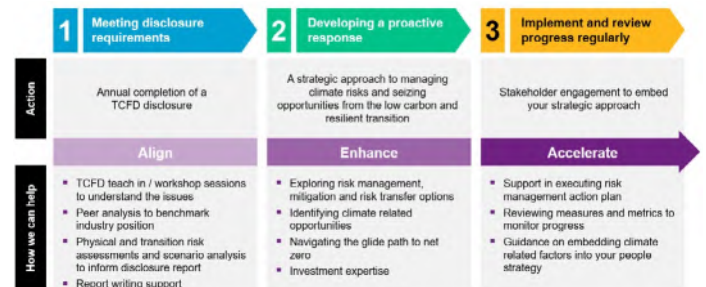 1 Meeting disclosure
requirements
2 Developing a proactive
response
3 Implement and review
progress regularly
Action
Annual completion of a
TCFD disclosure
A strategic approach to managing
climate risks and seizing
opportunities from the low carbon and
resilient transition
Stakeholder engagement to embed
your strategic approach
Align
Enhance
Accelerate
How we can help
▪ TCFD teach in / workshop sessions
to understand the issues
▪ Peer analysis to benchmark
industry position
▪ Physical and transition risk
assessments and scenario analysis
to inform disclosure report
▪ Report writing support
▪ Exploring risk management,
mitigation and risk transfer options
▪ Identifying climate related
opportunities
▪ Navigating the glide path to net
zero
▪ Investment expertise
▪ Support in executing risk
management action plan
▪ Reviewing measures and metrics to
monitor progress
▪ Guidance on embedding climate
related factors into your people
strategy